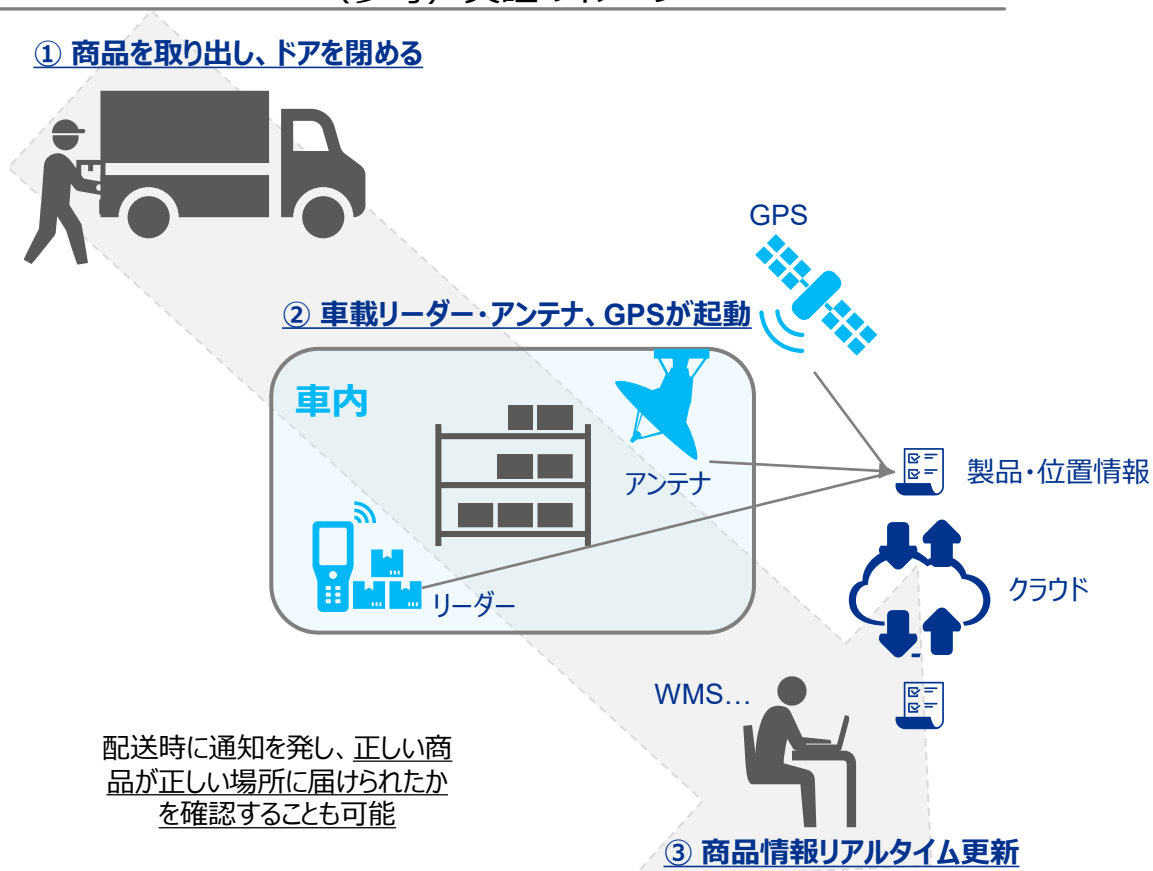 ① 商品を取り出し、ドアを閉める
GPS
② 車載リーダー・アンテナ、GPSが起動
車内
アンテナ
製品・位置情報
リーダー
クラウド
WMS…
配送時に通知を発し、正しい商
品が正しい場所に届けられたか
を確認することも可能
③ 商品情報リアルタイム更新